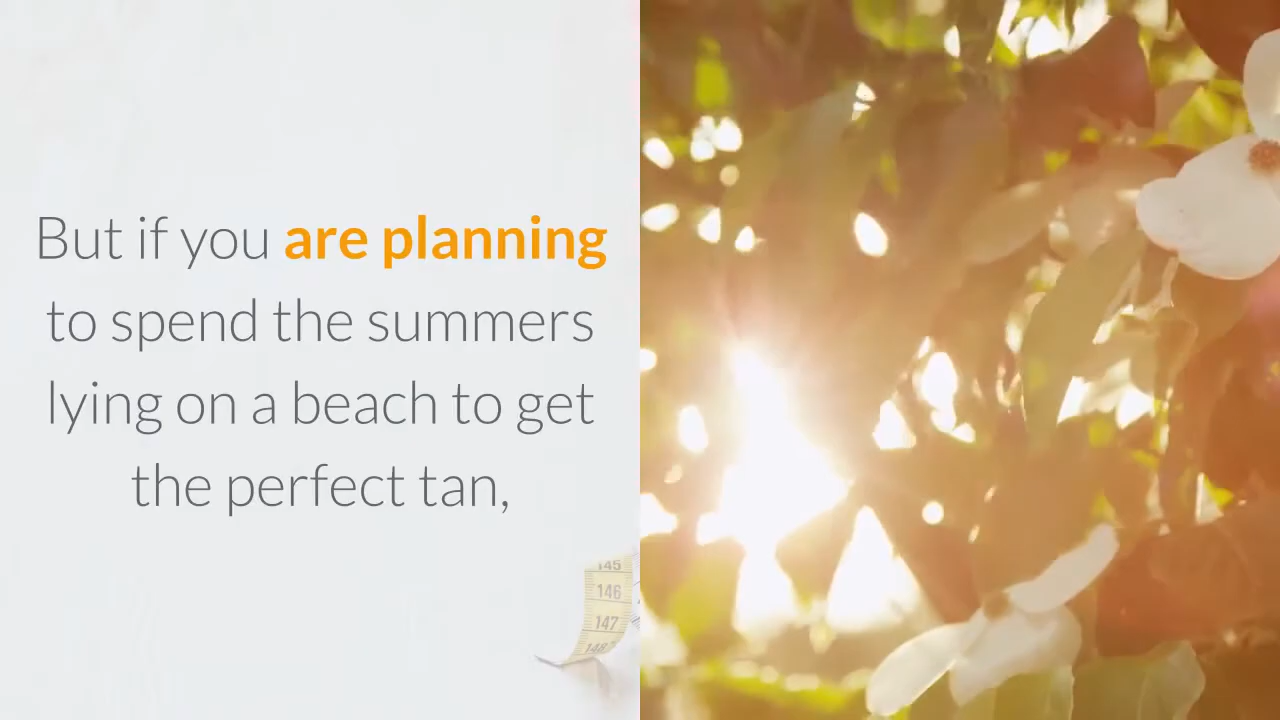 But if you are planning
to spend the summers
lying on a beach to get
the perfect tan,
145
146
147
148